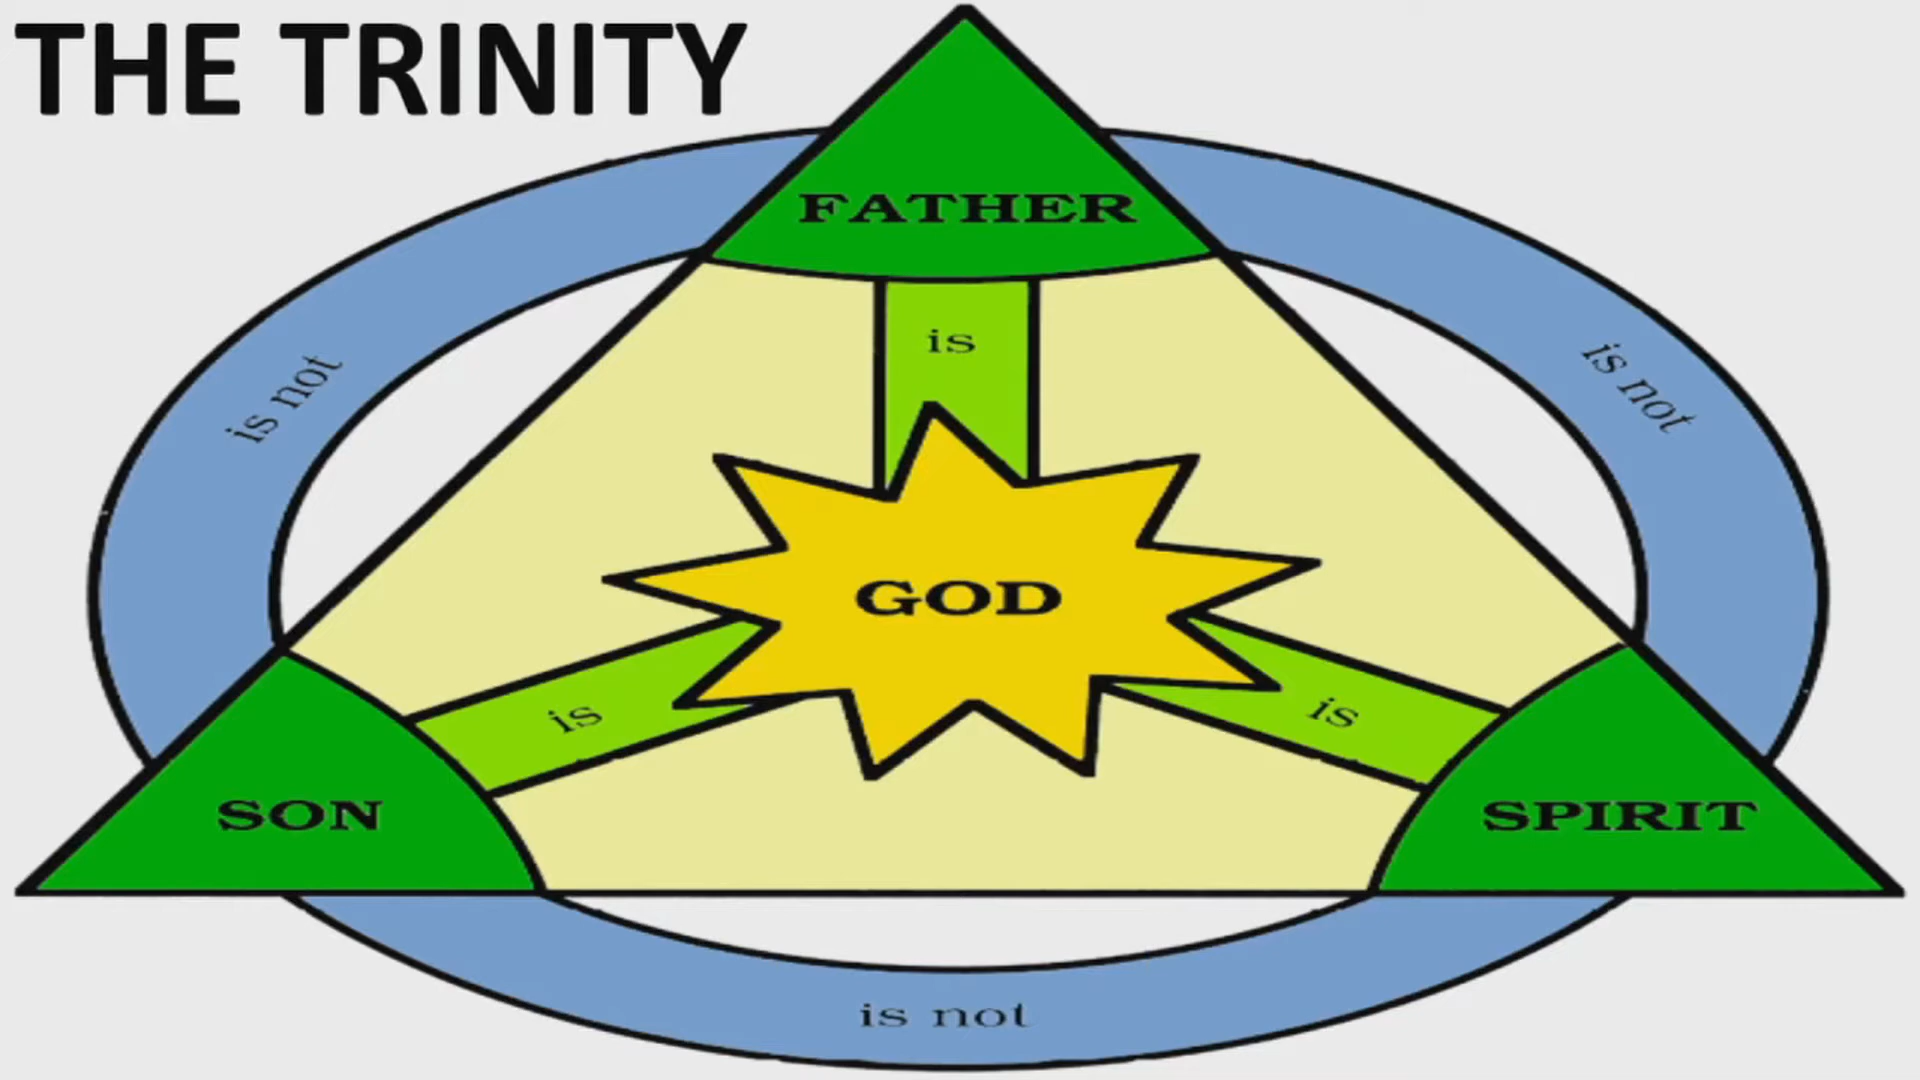 THE TRINITY
FATHER
is
is not
is not
GOD
is
is
SON
SPIRIT
is not